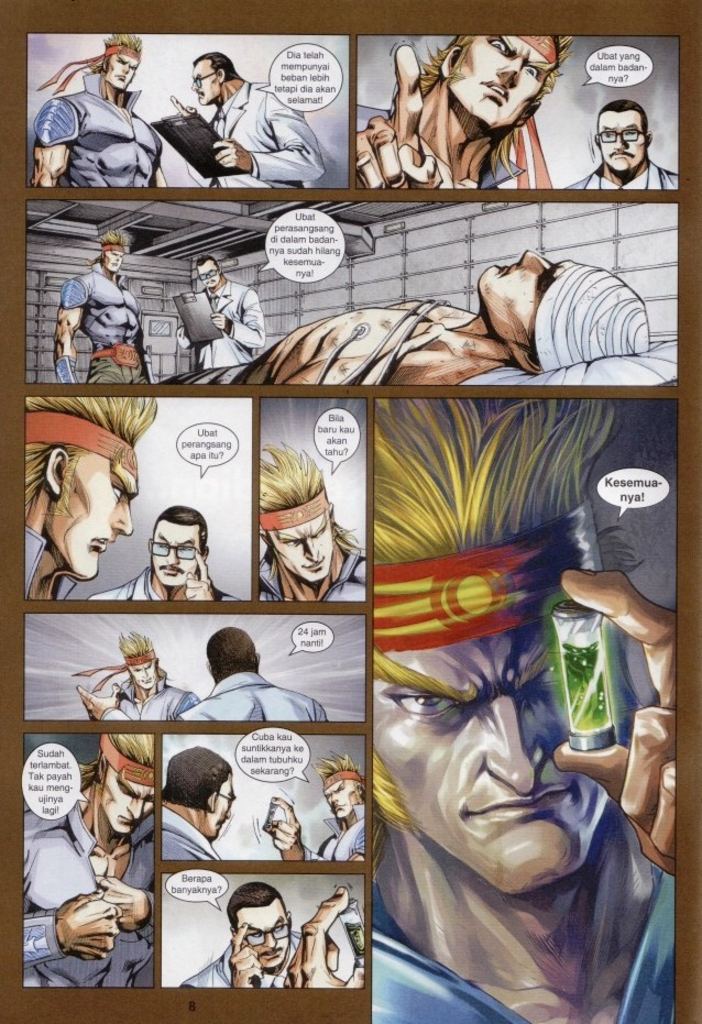 Dia telah
mempunyai
beban lebih
tetapi dia akan
selamat!
Ubat yang
dalam badan-
nya?
Ubat
perasangsang
di dalam badan-
nya sudah hilang
kesemua-
nya!
Ubat
perangsang
apa itu?
Bila
baru kau
akan
tahu?
24 jam
nanti!
Sudah
terlambat.
Tak payah
kau meng-
ujinya
lagi!
Cuba kau
suntikkanya ke
dalam tubuhku
sekarang?
Berapa
banyaknya?
Kesemua-
nya!
8